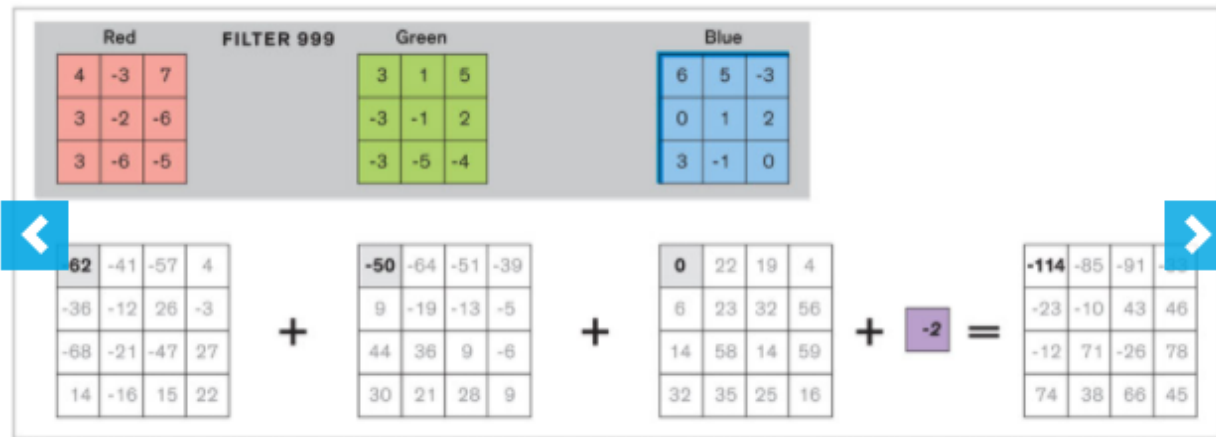 Red FILTER 999 Green Blue
4 -3 7 3 1 5 6 5 -3
3 -2 -6 -3 -1 2 0 1 2
3 -6 -5 -3 -5 -4 3 -1 0
62 -41 -57 4 -50 -64 -51 -39 0 22 19 4 -114 -85 -91
-36 -12 26 -3 9 -19 -13 -5 6 23 32 56 -23 -10 43 46
+ + + -2 =
-68 -21 -47 27 44 36 9 -6 14 58 14 59 -12 71 -26 78
14 -16 15 22 30 21 28 9 32 35 25 16 74 38 66 45